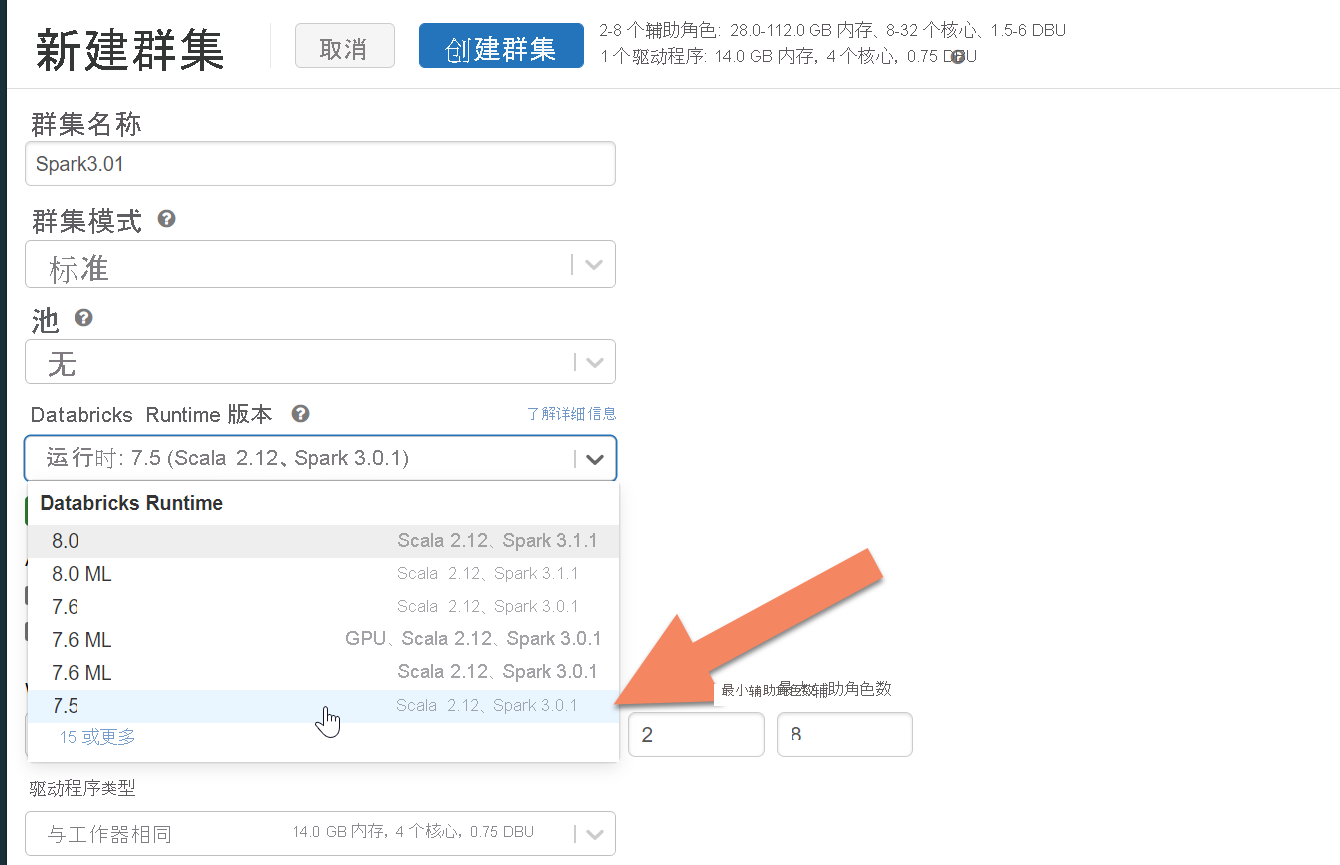 新建群集
取消
创建群集
2-8 个辅助角色: 28.0-112.0 GB 内存、8-32 个核心、1.5-6 DBU
1 个驱动程序: 14.0 GB 内存, 4 个核心, 0.75 DBU
群集名称
Spark3.01
群集模式
标准
池
无
Databricks Runtime 版本
了解详细信息
运行时: 7.5 (Scala 2.12、Spark 3.0.1)
Databricks Runtime
8.0 Scala 2.12、Spark 3.1.1
8.0 ML Scala 2.12、Spark 3.1.1
7.6 Scala 2.12、Spark 3.0.1
7.6 ML GPU、Scala 2.12、Spark 3.0.1
7.6 ML Scala 2.12、Spark 3.0.1
7.5 Scala 2.12、Spark 3.0.1
15 或更多
最小辅助角色数
辅助角色数
2
8
驱动程序类型
与工作器相同 14.0 GB 内存, 4 个核心, 0.75 DBU